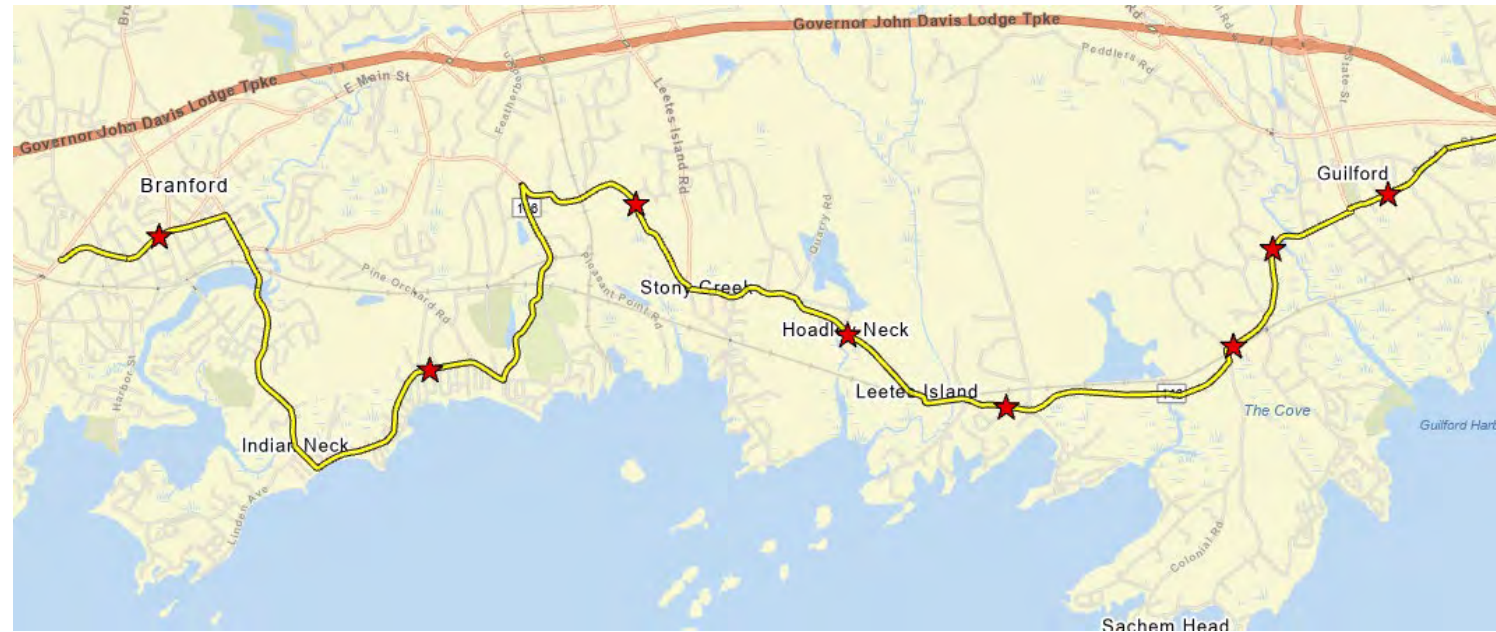 Governor John Davis Lodge Tpke
Peddlers Rd
State St
E Main St
Governor John Davis Lodge Tpke
Leetes Island Rd
Branford
Guilford
Quarry Rd
Pine Orchard Rd
Pleasant Point Rd
Stony Creek
Hoadley Neck
Harbor St
Leetes Island
The Cove
Guilford Harb
Indian Neck
Linden Ave
Colonial Rd
Sachem Head